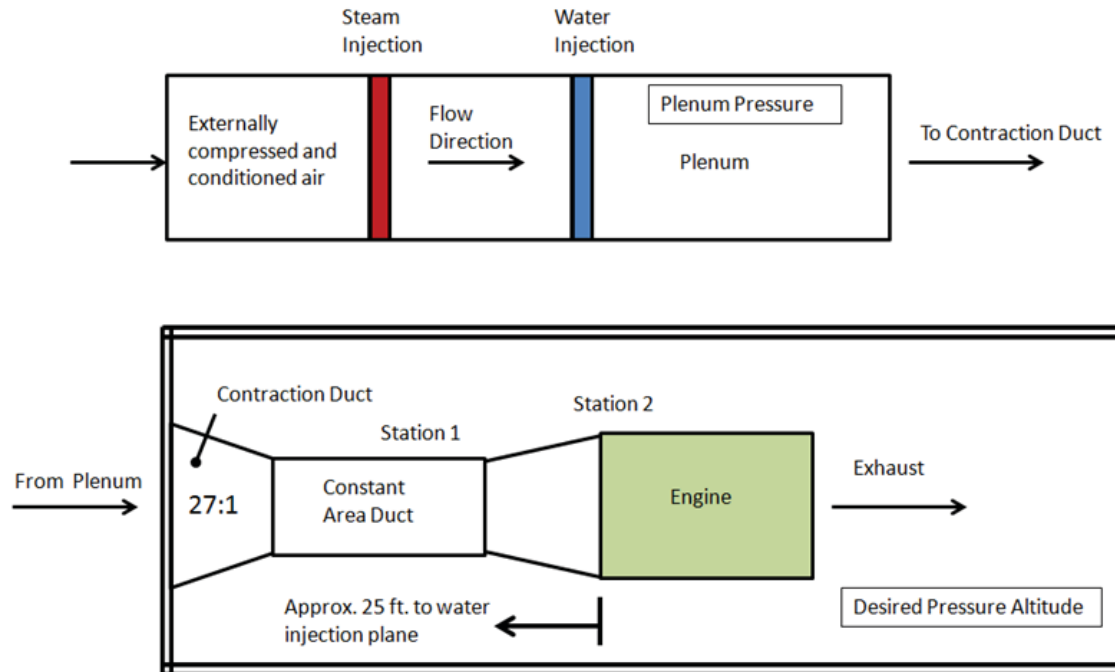 Steam
Injection
Water
Injection
Externally
compressed and
conditioned air
Flow
Direction
Plenum Pressure
Plenum
To Contraction Duct
Contraction Duct
Station 1
Station 2
From Plenum
27:1
Constant
Area Duct
Engine
Exhaust
Approx. 25 ft. to water
injection plane
Desired Pressure Altitude